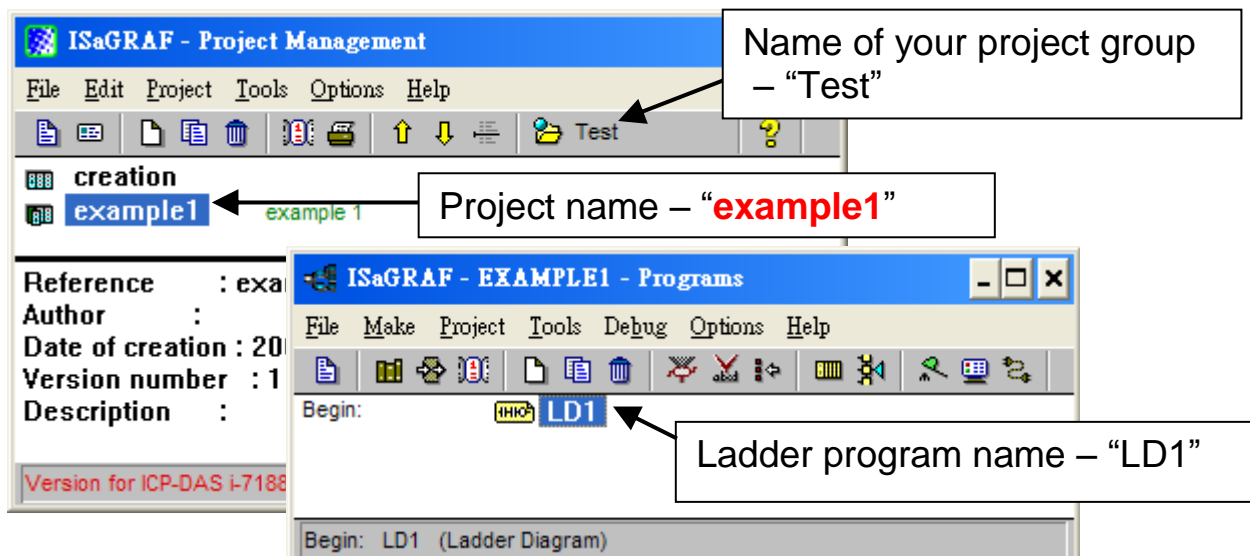 ISaGRAF - Project Management
Name of your project group
– “Test”
File Edit Project Tools Options Help
Test
creation
example1 example 1
Project name – “example1”
Reference : exa
Author :
Date of creation : 20
Version number : 1
Description :
Version for ICP-DAS i-7188
ISaGRAF - EXAMPLE1 - Programs
File Make Project Tools Debug Options Help
Begin: LD1
Ladder program name – “LD1”
Begin: LD1 (Ladder Diagram)